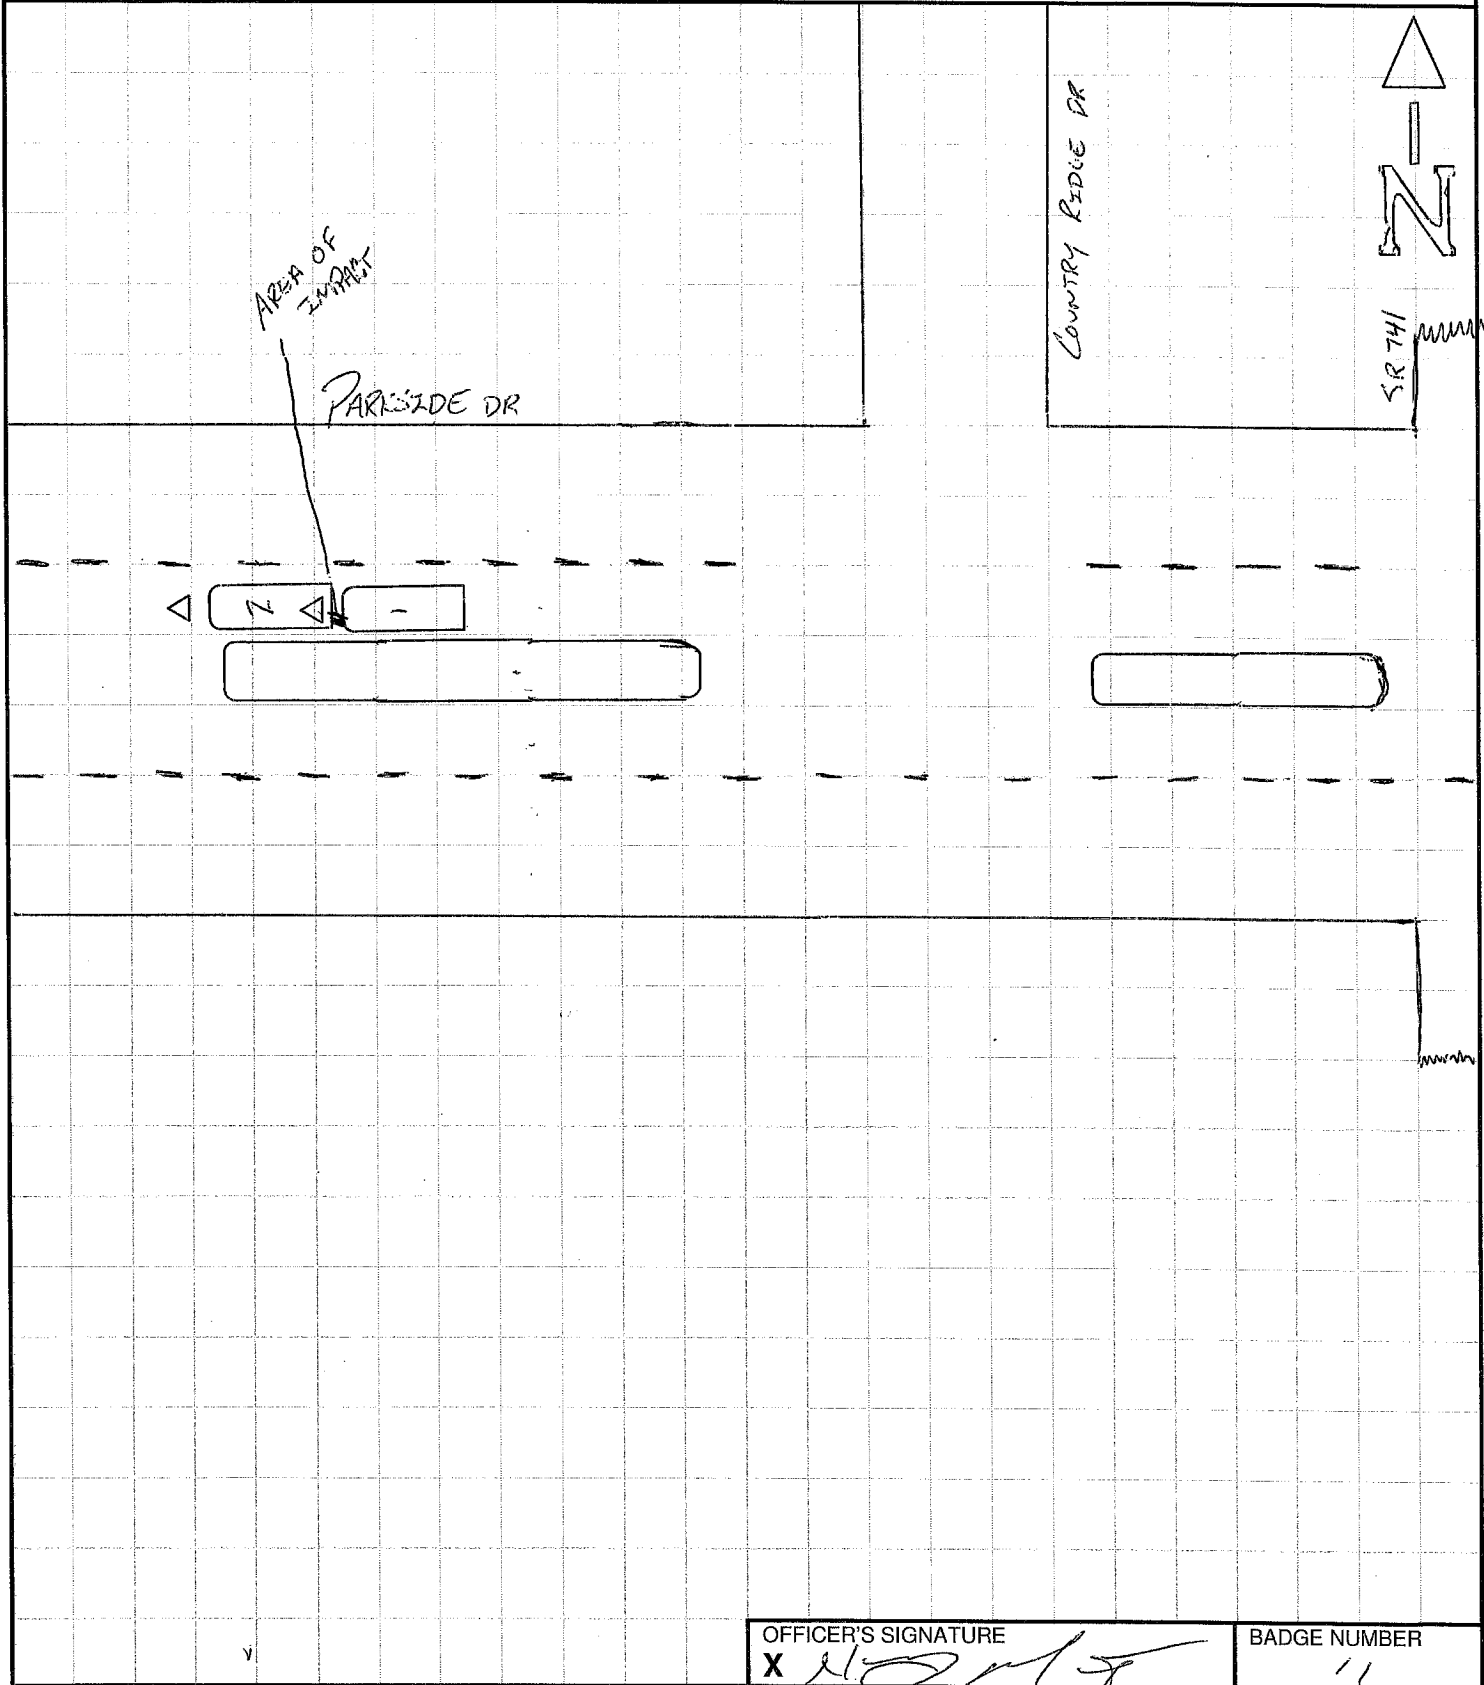 N
COUNTRY RIDGE DR
SR 741
AREA OF
IMPACT
PARKSIDE DR
2
1
OFFICER'S SIGNATURE
X
BADGE NUMBER
11